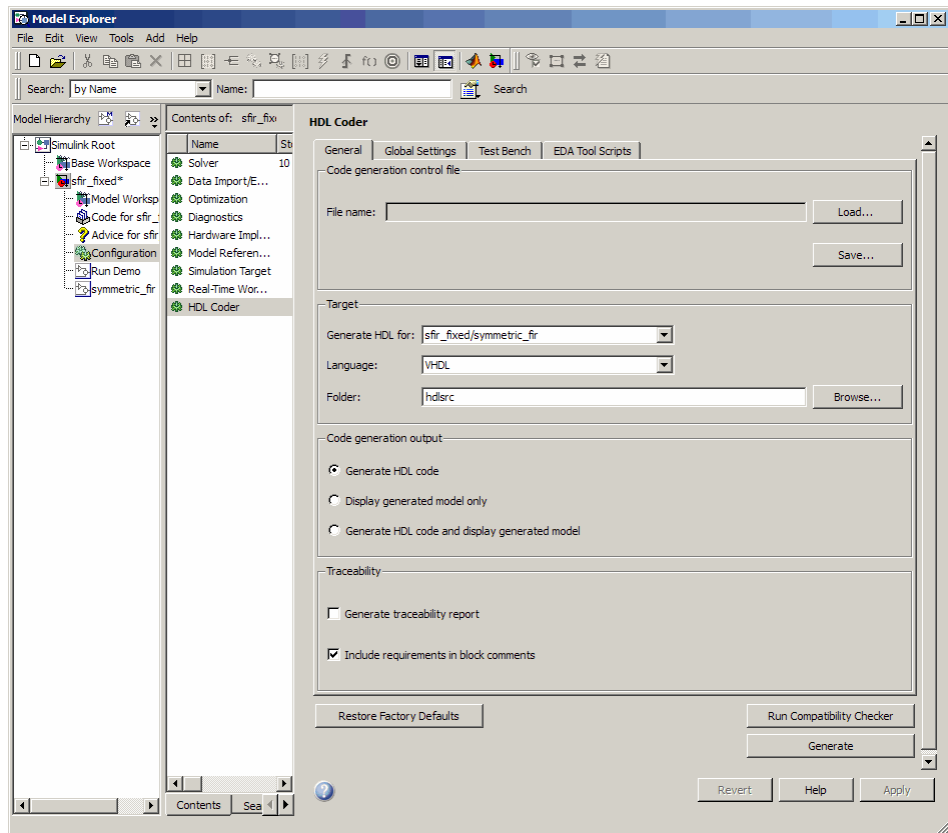 Model Explorer
File Edit View Tools Add Help
Search: by Name Name: Search
Model Hierarchy
Simulink Root
Base Workspace
sfir_fixed*
Model Worksp
Code for sfir_
Advice for sfir
Configuration
Run Demo
symmetric_fir
Contents of: sfir_fix
Name St
Solver 10
Data Import/E...
Optimization
Diagnostics
Hardware Impl...
Model Referen...
Simulation Target
Real-Time Wor...
HDL Coder
Contents Sea
HDL Coder
General Global Settings Test Bench EDA Tool Scripts
Code generation control file
File name: Load...
Save...
Target
Generate HDL for: sfir_fixed/symmetric_fir
Language: VHDL
Folder: hdlsrc Browse...
Code generation output
Generate HDL code
Display generated model only
Generate HDL code and display generated model
Traceability
Generate traceability report
Include requirements in block comments
Restore Factory Defaults Run Compatibility Checker
Generate
Revert Help Apply